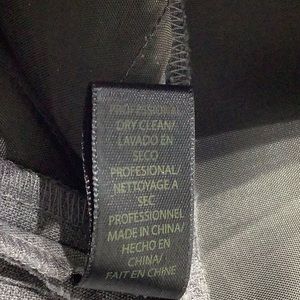 PROFESSIONAL
DRY CLEAN/
LAVADO EN
SECO
PROFESIONAL/
NETTOYAGE A
SEC
PROFESSIONNEL
MADE IN CHINA/
HECHO EN
CHINA/
FAIT EN CHINE